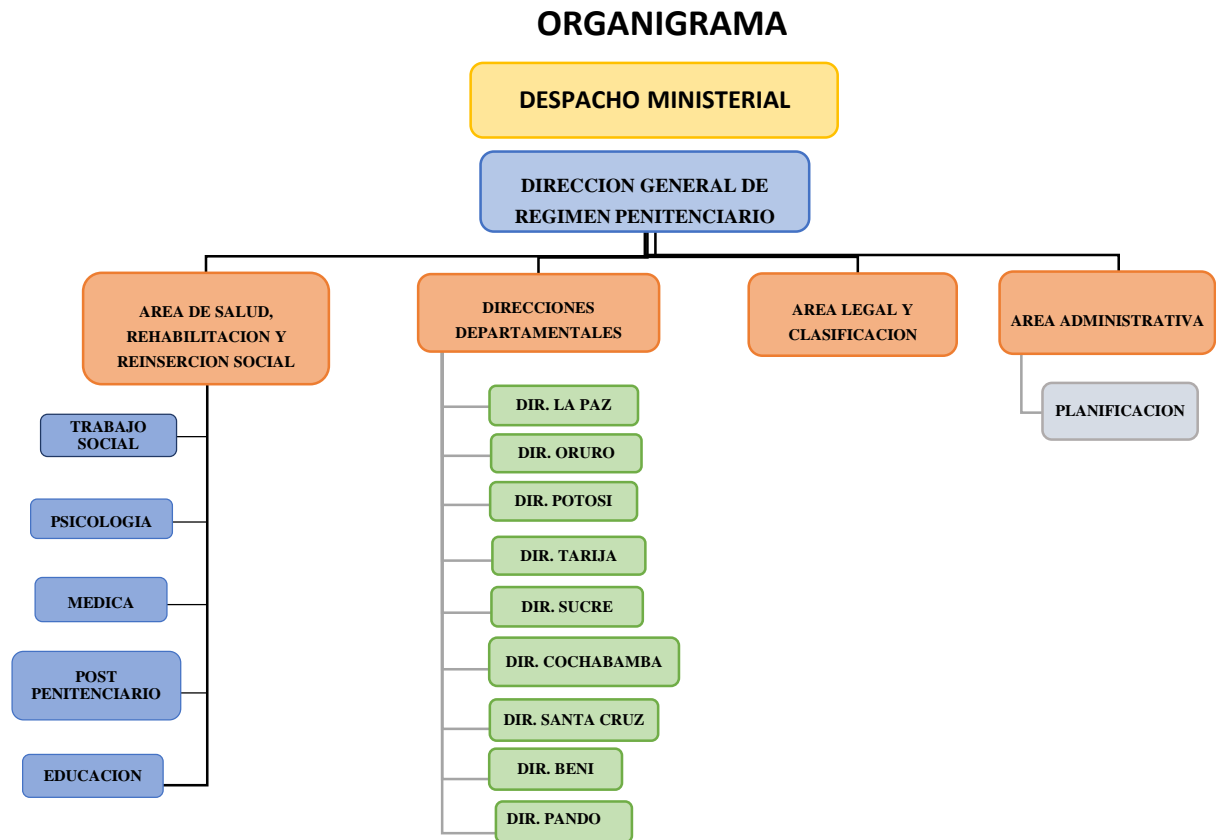 ORGANIGRAMA
DESPACHO MINISTERIAL
DIRECCION GENERAL DE
REGIMEN PENITENCIARIO
AREA DE SALUD,
REHABILITACION Y
REINSERCION SOCIAL
TRABAJO
SOCIAL
PSICOLOGIA
MEDICA
POST
PENITENCIARIO
EDUCACION
DIRECCIONES
DEPARTAMENTALES
DIR. LA PAZ
DIR. ORURO
DIR. POTOSI
DIR. TARIJA
DIR. SUCRE
DIR. COCHABAMBA
DIR. SANTA CRUZ
DIR. BENI
DIR. PANDO
AREA LEGAL Y
CLASIFICACION
AREA ADMINISTRATIVA
PLANIFICACION